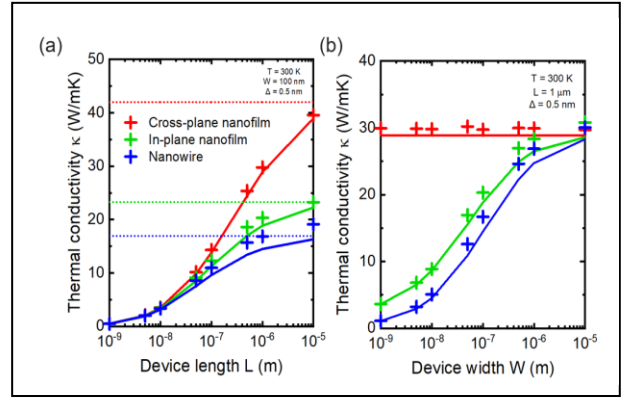 (a)
50
40
30
20
10
0
Thermal conductivity κ (W/mK)
T = 300 K
W = 100 nm
Δ = 0.5 nm
Cross-plane nanofilm
In-plane nanofilm
Nanowire
10⁻⁹ 10⁻⁸ 10⁻⁷ 10⁻⁶ 10⁻⁵
Device length L (m)
(b)
40
30
20
10
0
Thermal conductivity κ (W/mK)
T = 300 K
L = 1 μm
Δ = 0.5 nm
10⁻⁹ 10⁻⁸ 10⁻⁷ 10⁻⁶ 10⁻⁵
Device width W (m)